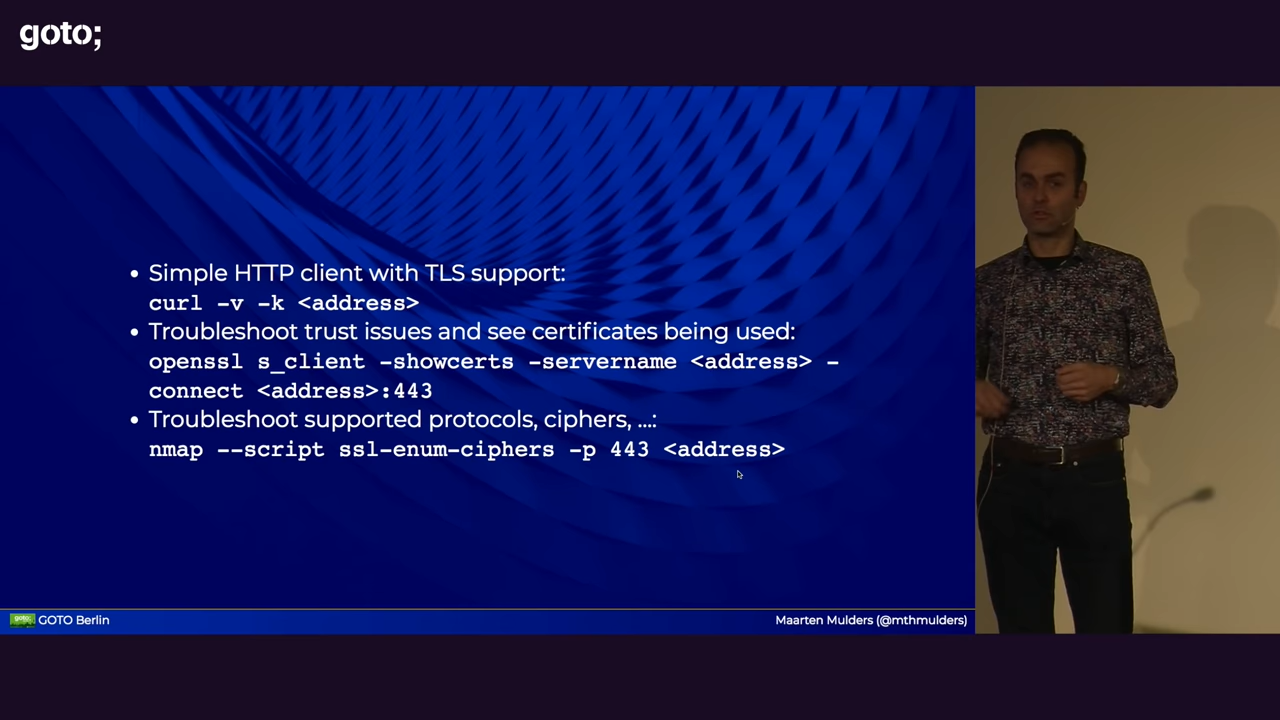 goto;
• Simple HTTP client with TLS support:
curl -v -k <address>
• Troubleshoot trust issues and see certificates being used:
openssl s_client -showcerts -servername <address> -
connect <address>:443
• Troubleshoot supported protocols, ciphers, ...:
nmap --script ssl-enum-ciphers -p 443 <address>
goto; GOTO Berlin
Maarten Mulders (@mthmulders)